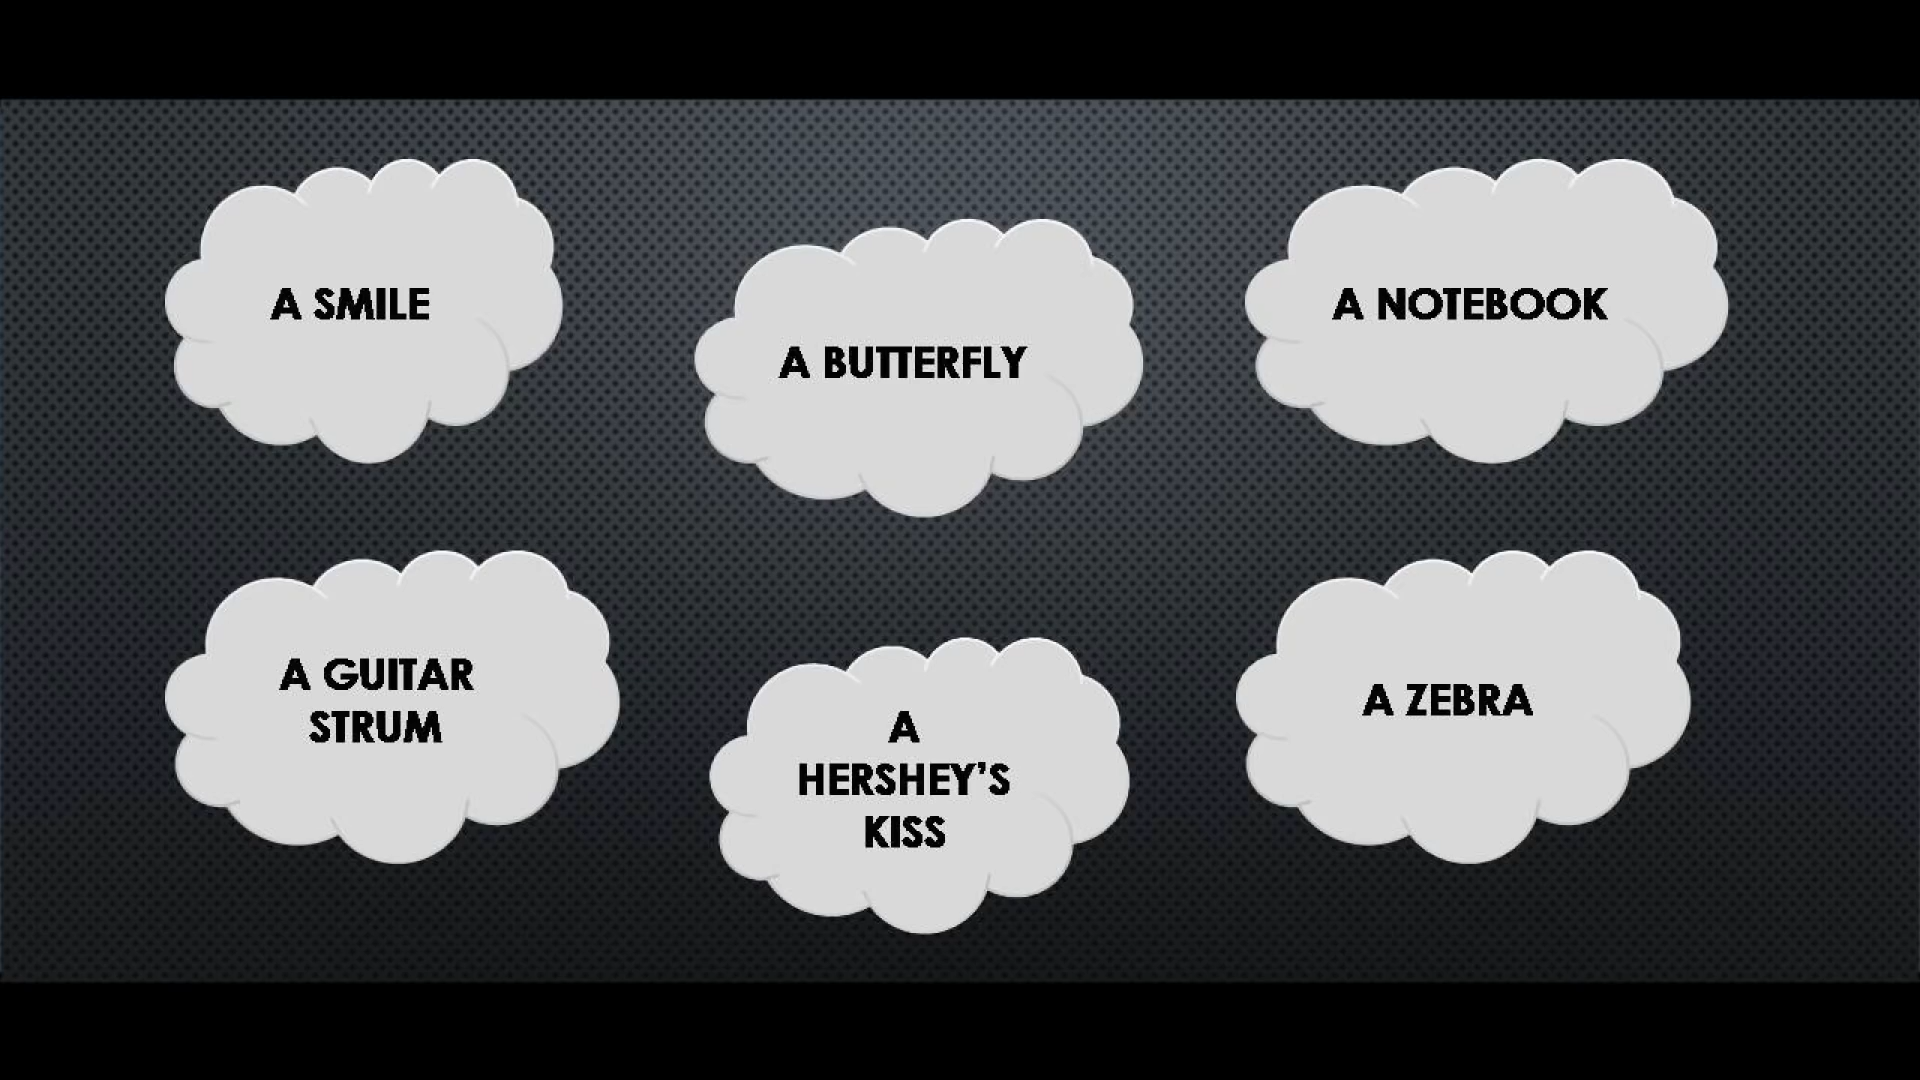 A SMILE
A BUTTERFLY
A NOTEBOOK
A GUITAR
STRUM
A
HERSHEY’S
KISS
A ZEBRA